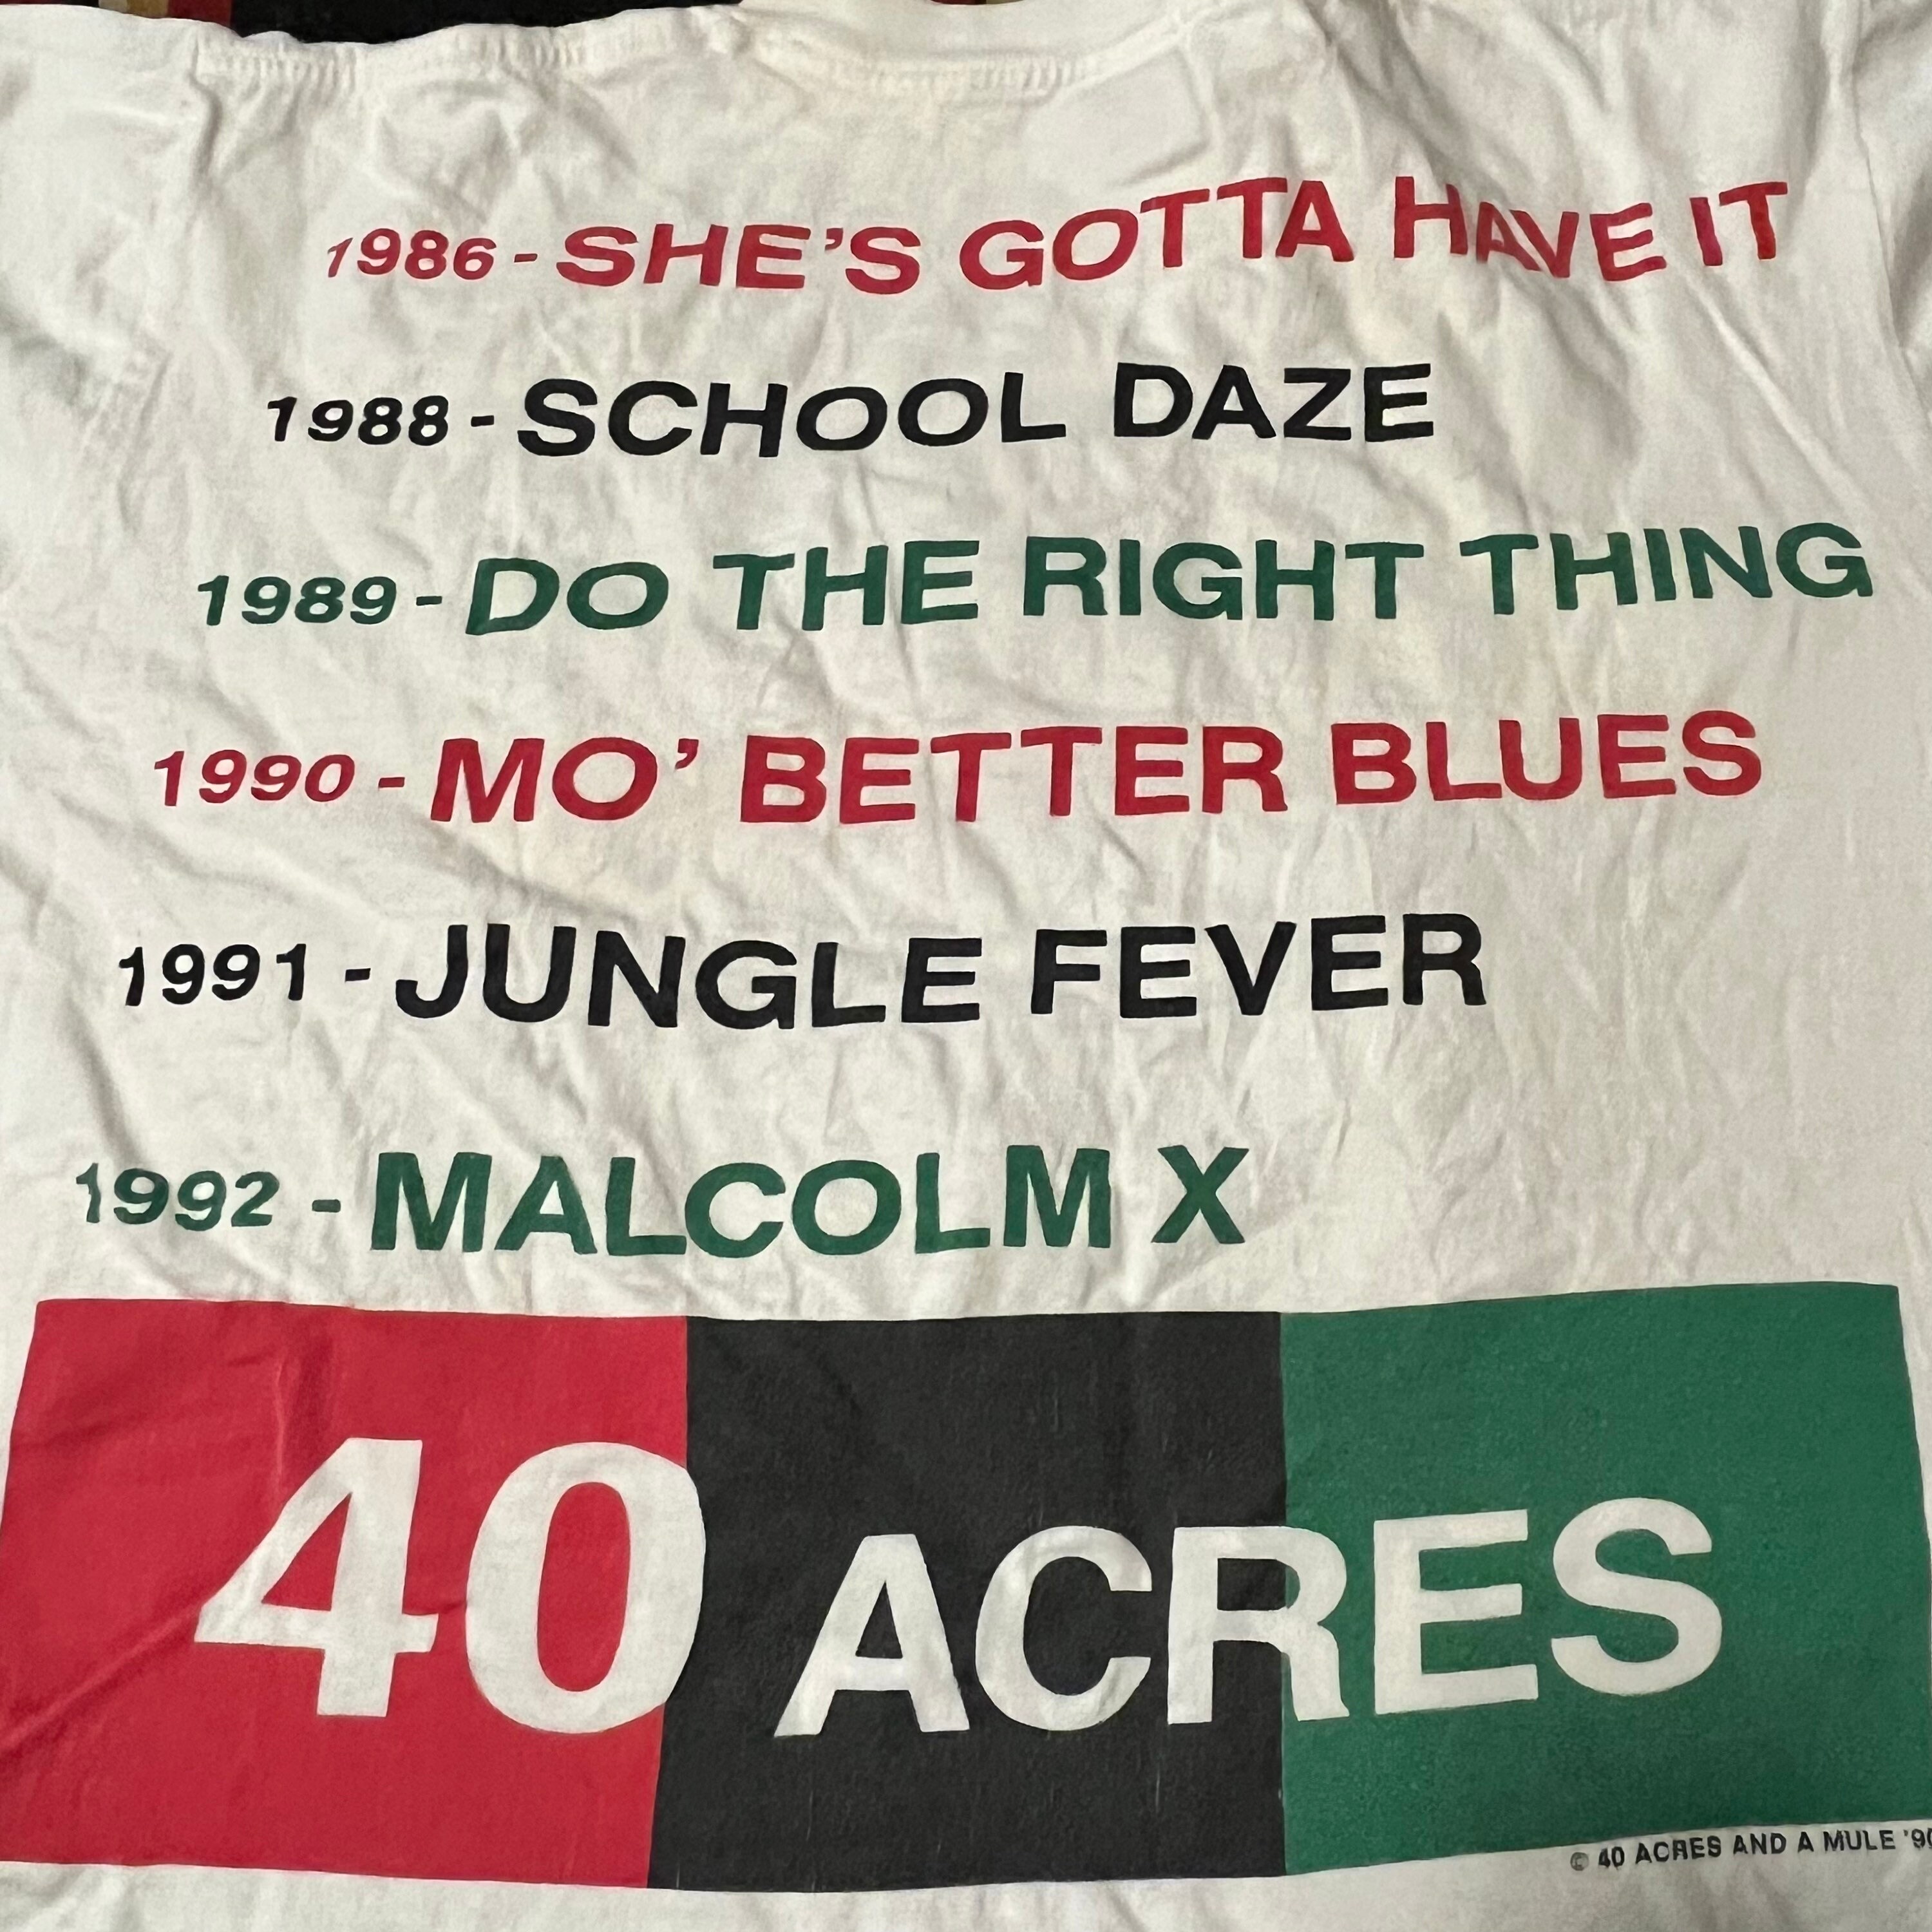 1986 - SHE'S GOTTA HAVE IT
1988 - SCHOOL DAZE
1989 - DO THE RIGHT THING
1990 - MO' BETTER BLUES
1991 - JUNGLE FEVER
1992 - MALCOLM X
40 ACRES
© 40 ACRES AND A MULE